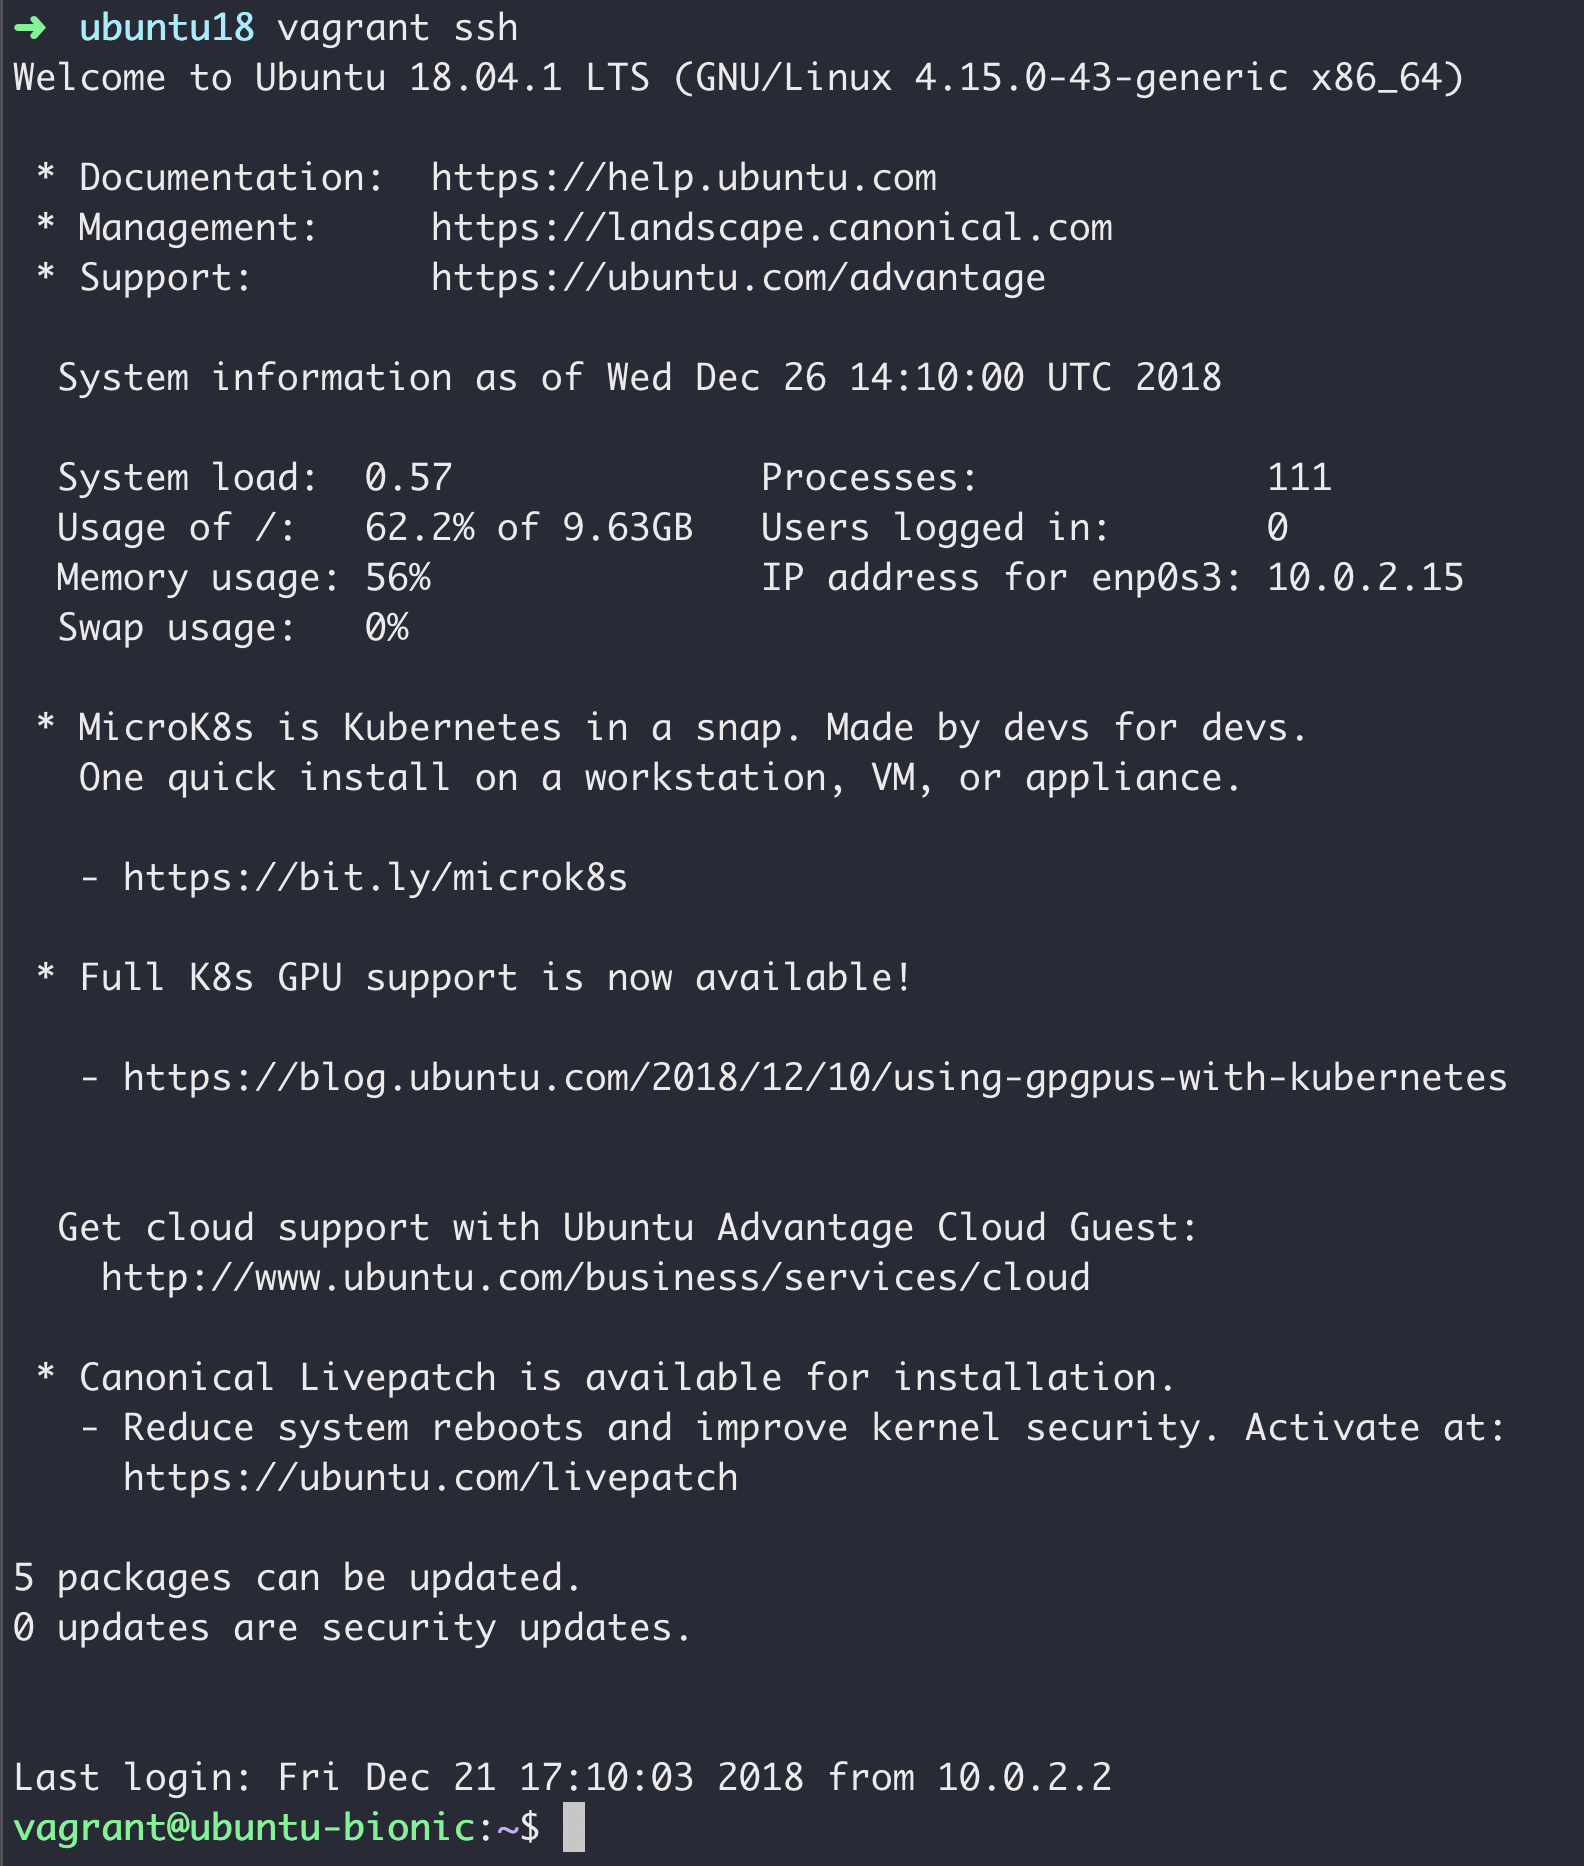 ➜  ubuntu18 vagrant ssh
Welcome to Ubuntu 18.04.1 LTS (GNU/Linux 4.15.0-43-generic x86_64)

 * Documentation:  https://help.ubuntu.com
 * Management:     https://landscape.canonical.com
 * Support:        https://ubuntu.com/advantage

  System information as of Wed Dec 26 14:10:00 UTC 2018

  System load:  0.57              Processes:             111
  Usage of /:   62.2% of 9.63GB   Users logged in:       0
  Memory usage: 56%               IP address for enp0s3: 10.0.2.15
  Swap usage:   0%

 * MicroK8s is Kubernetes in a snap. Made by devs for devs.
   One quick install on a workstation, VM, or appliance.

   - https://bit.ly/microk8s

 * Full K8s GPU support is now available!

   - https://blog.ubuntu.com/2018/12/10/using-gpgpus-with-kubernetes


  Get cloud support with Ubuntu Advantage Cloud Guest:
    http://www.ubuntu.com/business/services/cloud

 * Canonical Livepatch is available for installation.
   - Reduce system reboots and improve kernel security. Activate at:
     https://ubuntu.com/livepatch

5 packages can be updated.
0 updates are security updates.


Last login: Fri Dec 21 17:10:03 2018 from 10.0.2.2
vagrant@ubuntu-bionic:~$